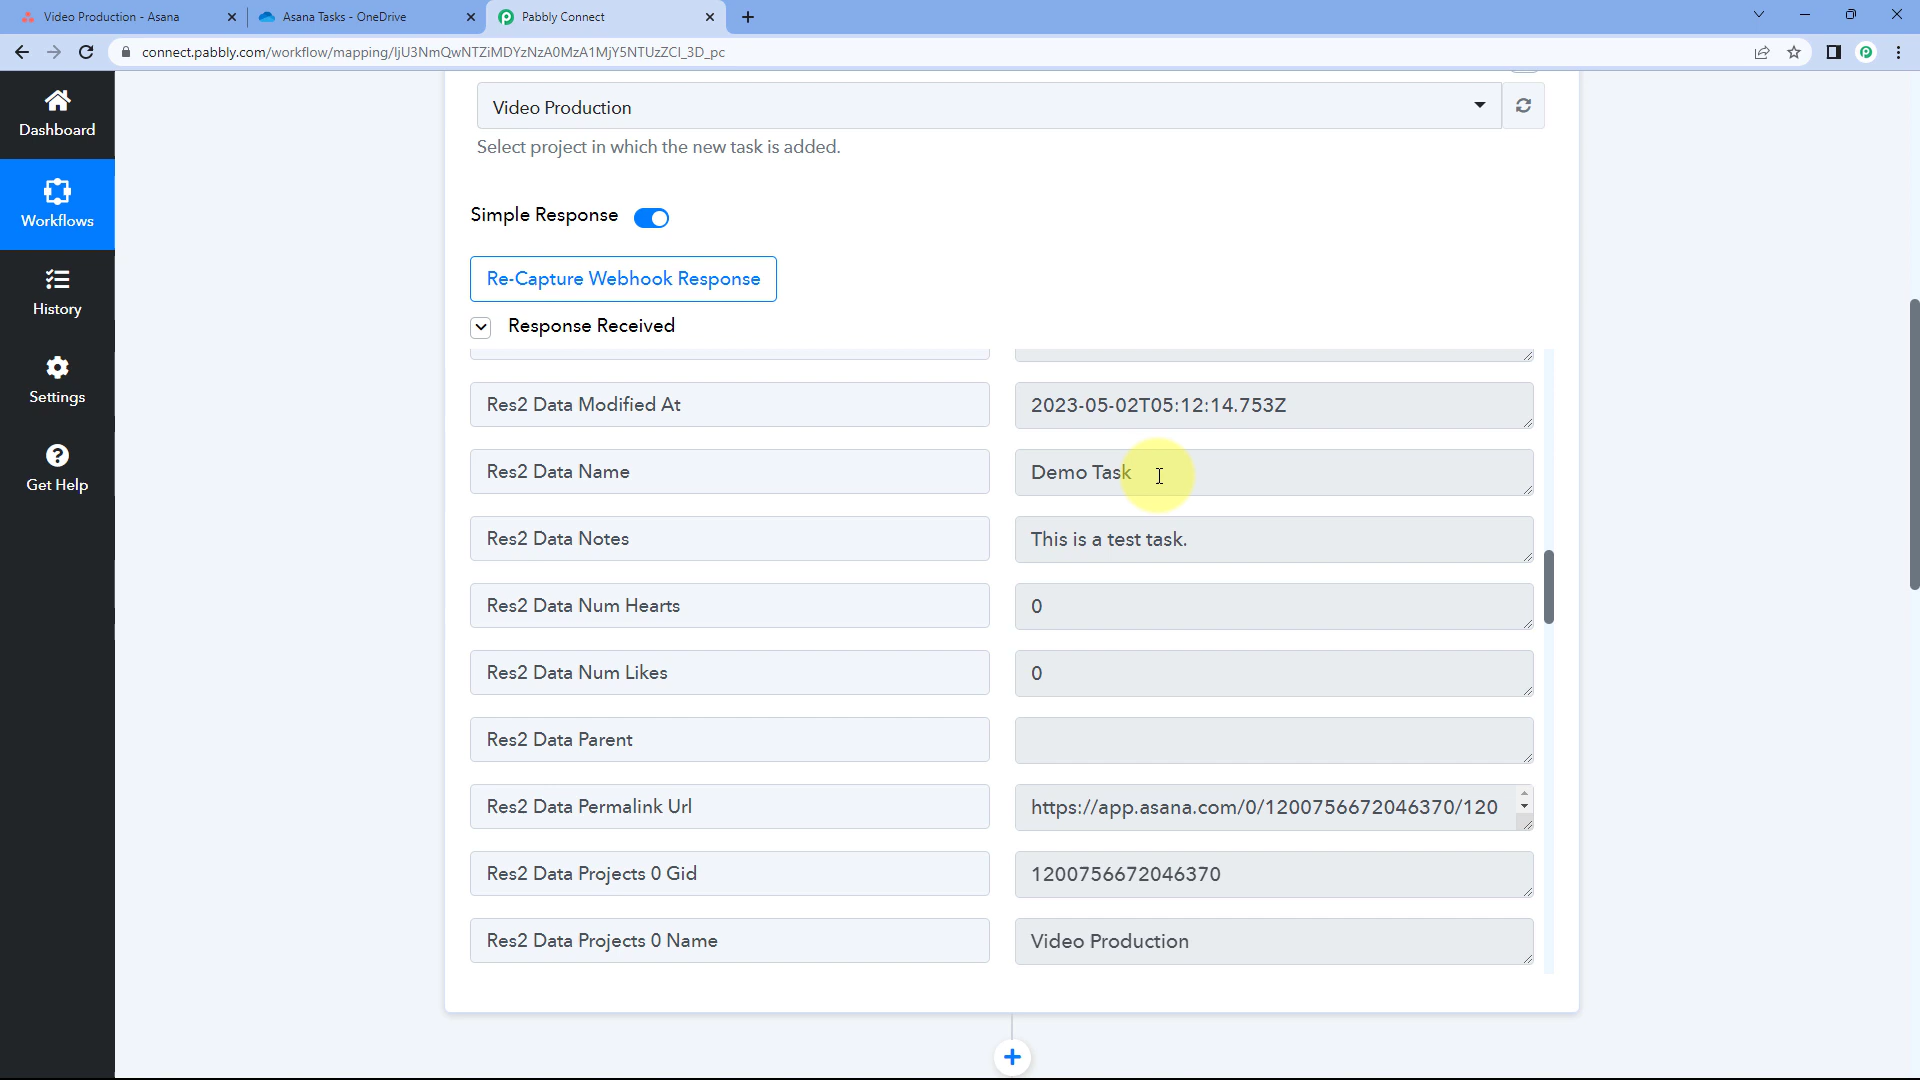 Video Production - Asana
Asana Tasks - OneDrive
Pabbly Connect
connect.pabbly.com/workflow/mapping/IjU3NmQwNTZiMDYzNzA0MzA1MjY5NTUzZCI_3D_pc
Dashboard
Workflows
History
Settings
Get Help
Video Production
Select project in which the new task is added.
Simple Response
Re-Capture Webhook Response
Response Received
Res2 Data Modified At
2023-05-02T05:12:14.753Z
Res2 Data Name
Demo Task
Res2 Data Notes
This is a test task.
Res2 Data Num Hearts
0
Res2 Data Num Likes
0
Res2 Data Parent
Res2 Data Permalink Url
https://app.asana.com/0/1200756672046370/120
Res2 Data Projects 0 Gid
1200756672046370
Res2 Data Projects 0 Name
Video Production